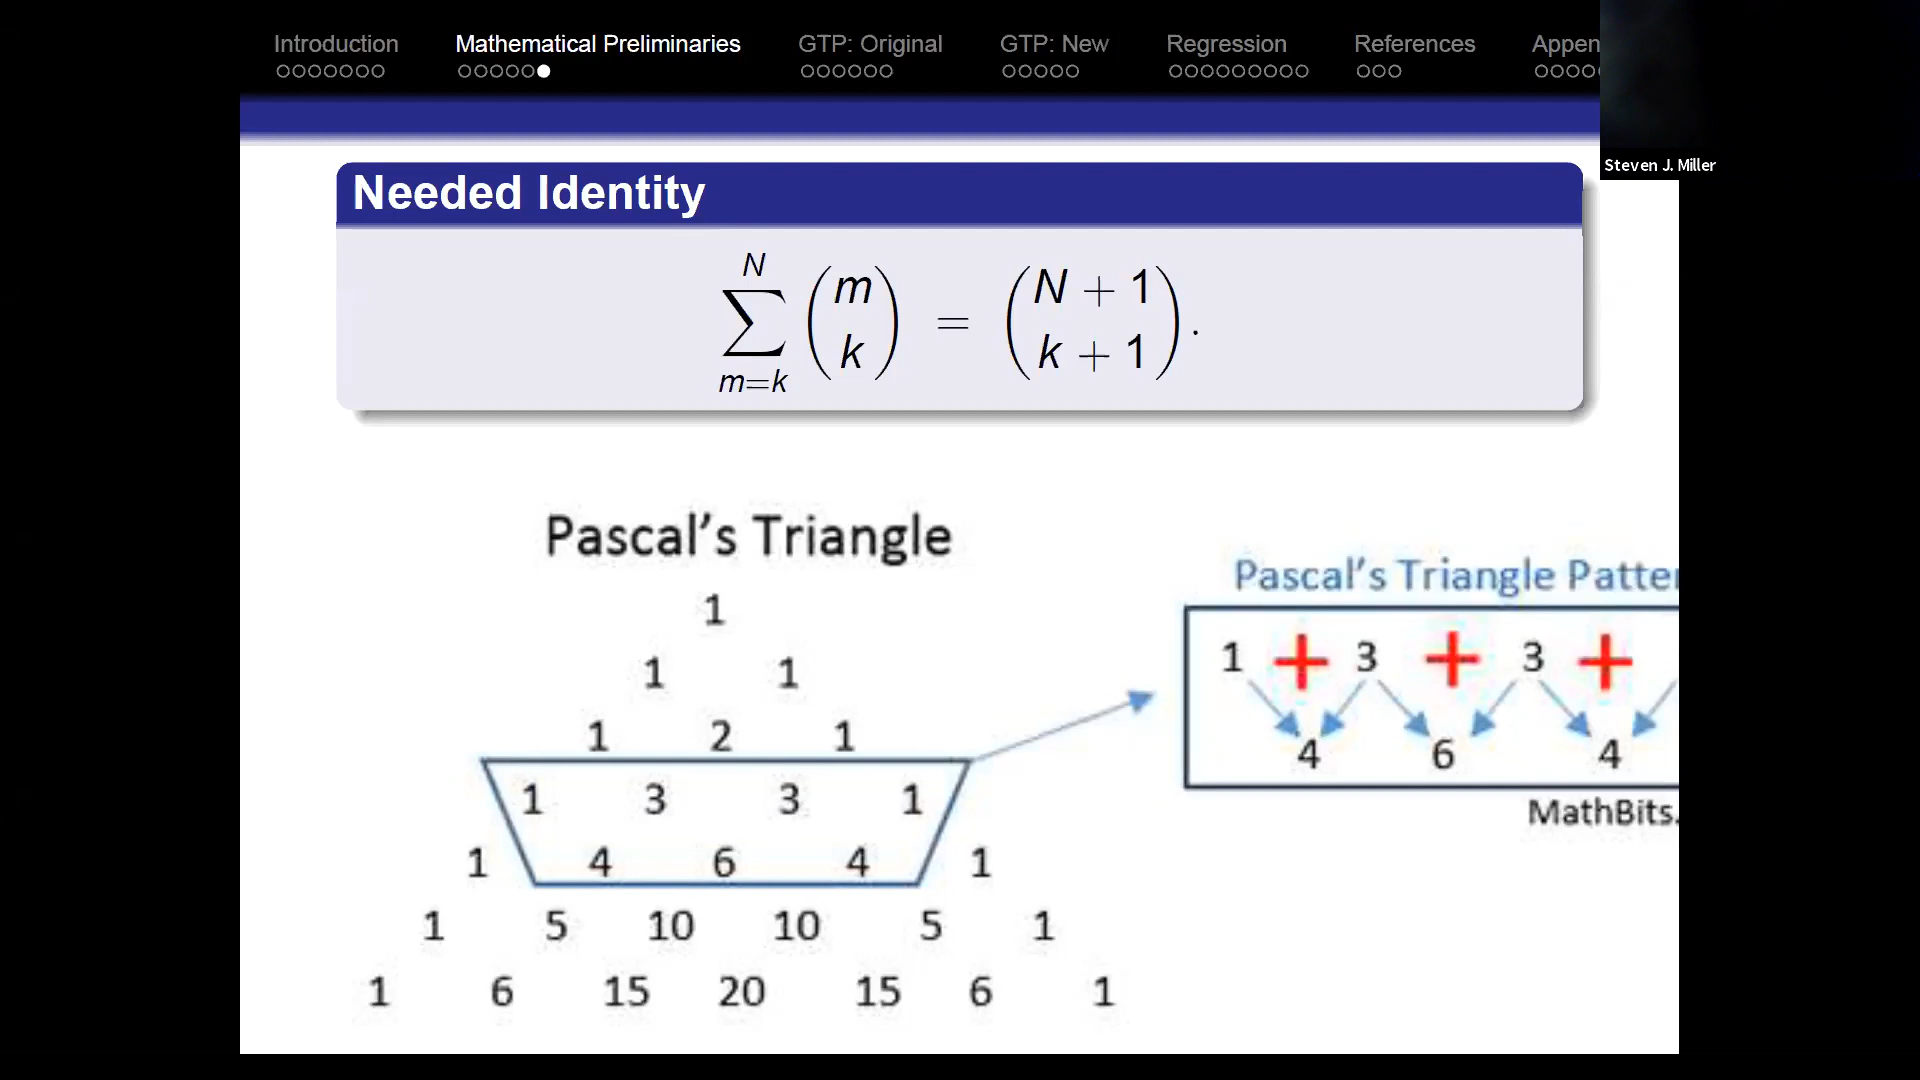 Introduction Mathematical Preliminaries GTP: Original GTP: New Regression References Appen
Steven J. Miller
Needed Identity
N
∑ (m k) = (N + 1 k + 1).
m=k
Pascal's Triangle
1
1 1
1 2 1
1 3 3 1
1 4 6 4 1
1 5 10 10 5 1
1 6 15 20 15 6 1
Pascal's Triangle Patter
1 + 3 + 3 +
4 6 4
MathBits.